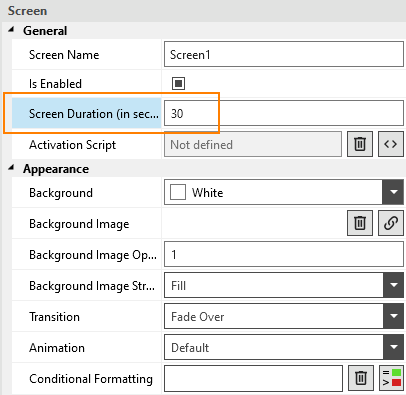 Screen
General
Screen Name Screen1
Is Enabled
Screen Duration (in sec... 30
Activation Script Not defined
Appearance
Background White
Background Image
Background Image Op... 1
Background Image Str... Fill
Transition Fade Over
Animation Default
Conditional Formatting